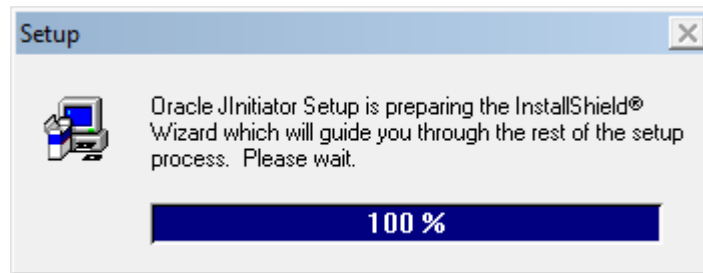 Setup
Oracle JInitiator Setup is preparing the InstallShield®
Wizard which will guide you through the rest of the setup
process.  Please wait.
100 %